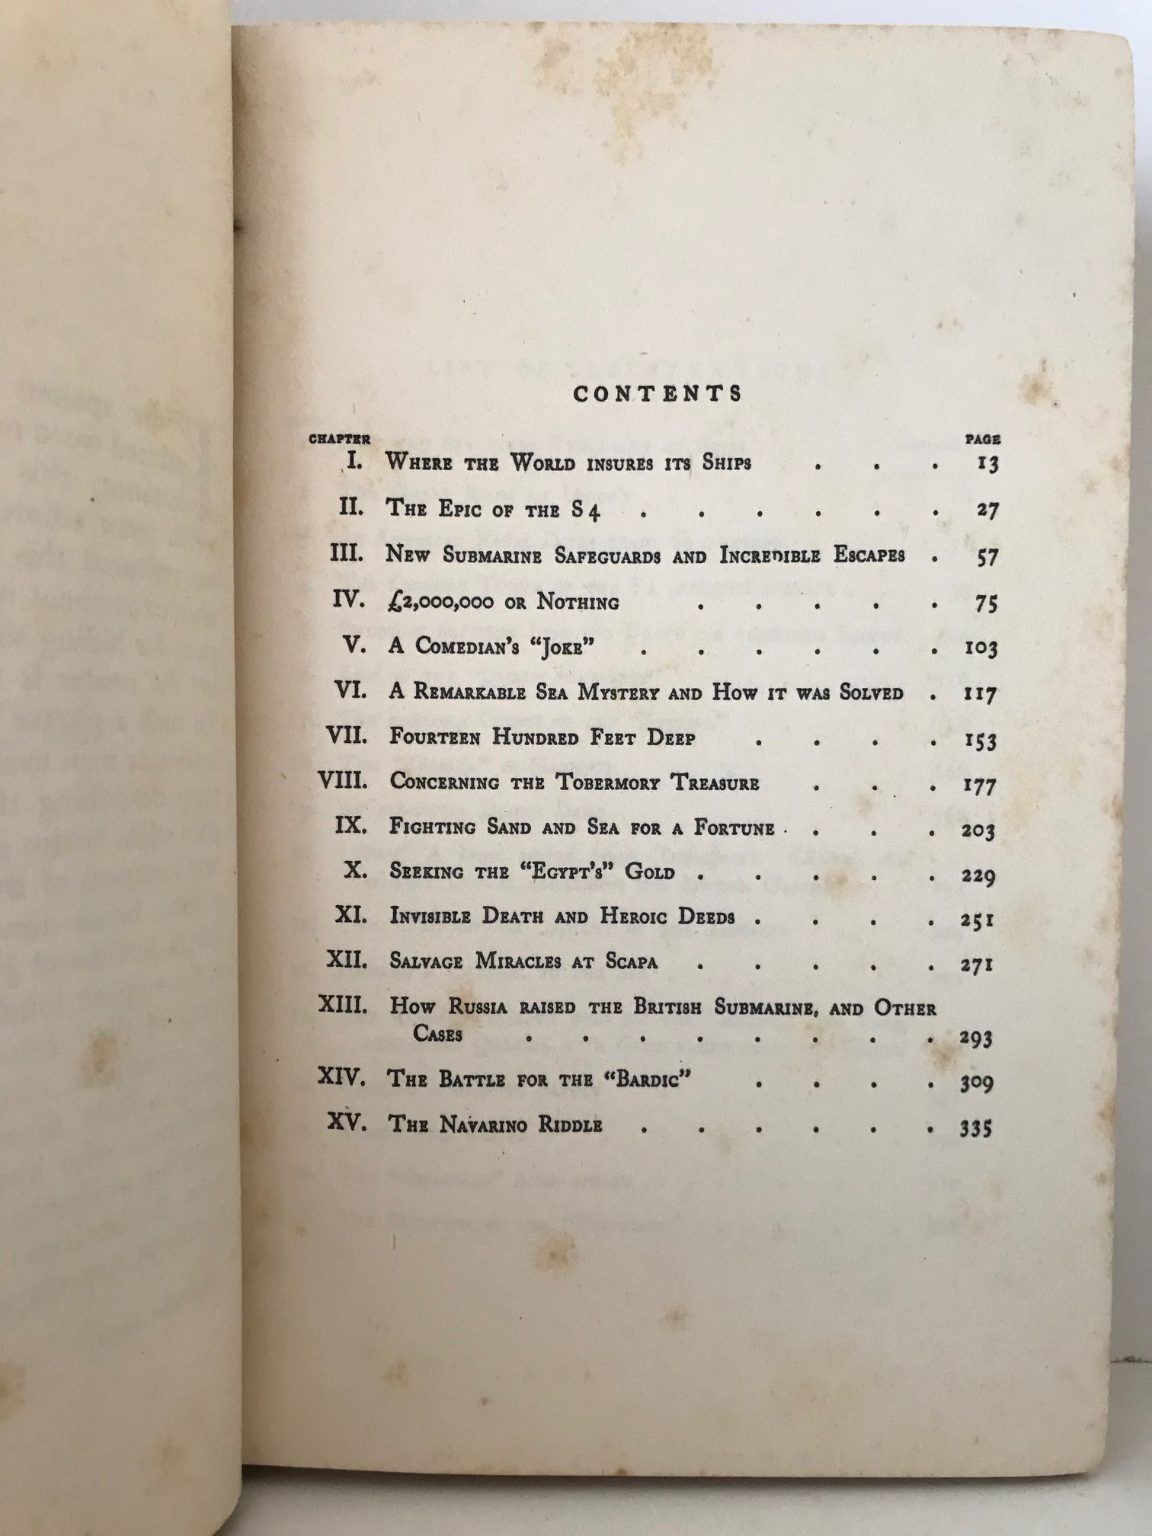 CONTENTS
CHAPTER PAGE
I. WHERE THE WORLD INSURES ITS SHIPS . . . 13
II. THE EPIC OF THE S 4 . . . . . . 27
III. NEW SUBMARINE SAFEGUARDS AND INCREDIBLE ESCAPES . 57
IV. £2,000,000 OR NOTHING . . . . . 75
V. A COMEDIAN'S "JOKE" . . . . . . 103
VI. A REMARKABLE SEA MYSTERY AND HOW IT WAS SOLVED . 117
VII. FOURTEEN HUNDRED FEET DEEP . . . . 153
VIII. CONCERNING THE TOBERMORY TREASURE . . . 177
IX. FIGHTING SAND AND SEA FOR A FORTUNE . . . . 203
X. SEEKING THE "EGYPT'S" GOLD . . . . . 229
XI. INVISIBLE DEATH AND HEROIC DEEDS . . . . 251
XII. SALVAGE MIRACLES AT SCAPA . . . . . 271
XIII. HOW RUSSIA RAISED THE BRITISH SUBMARINE, AND OTHER
CASES . . . . . . . . 293
XIV. THE BATTLE FOR THE "BARDIC" . . . . 309
XV. THE NAVARINO RIDDLE . . . . . . 335